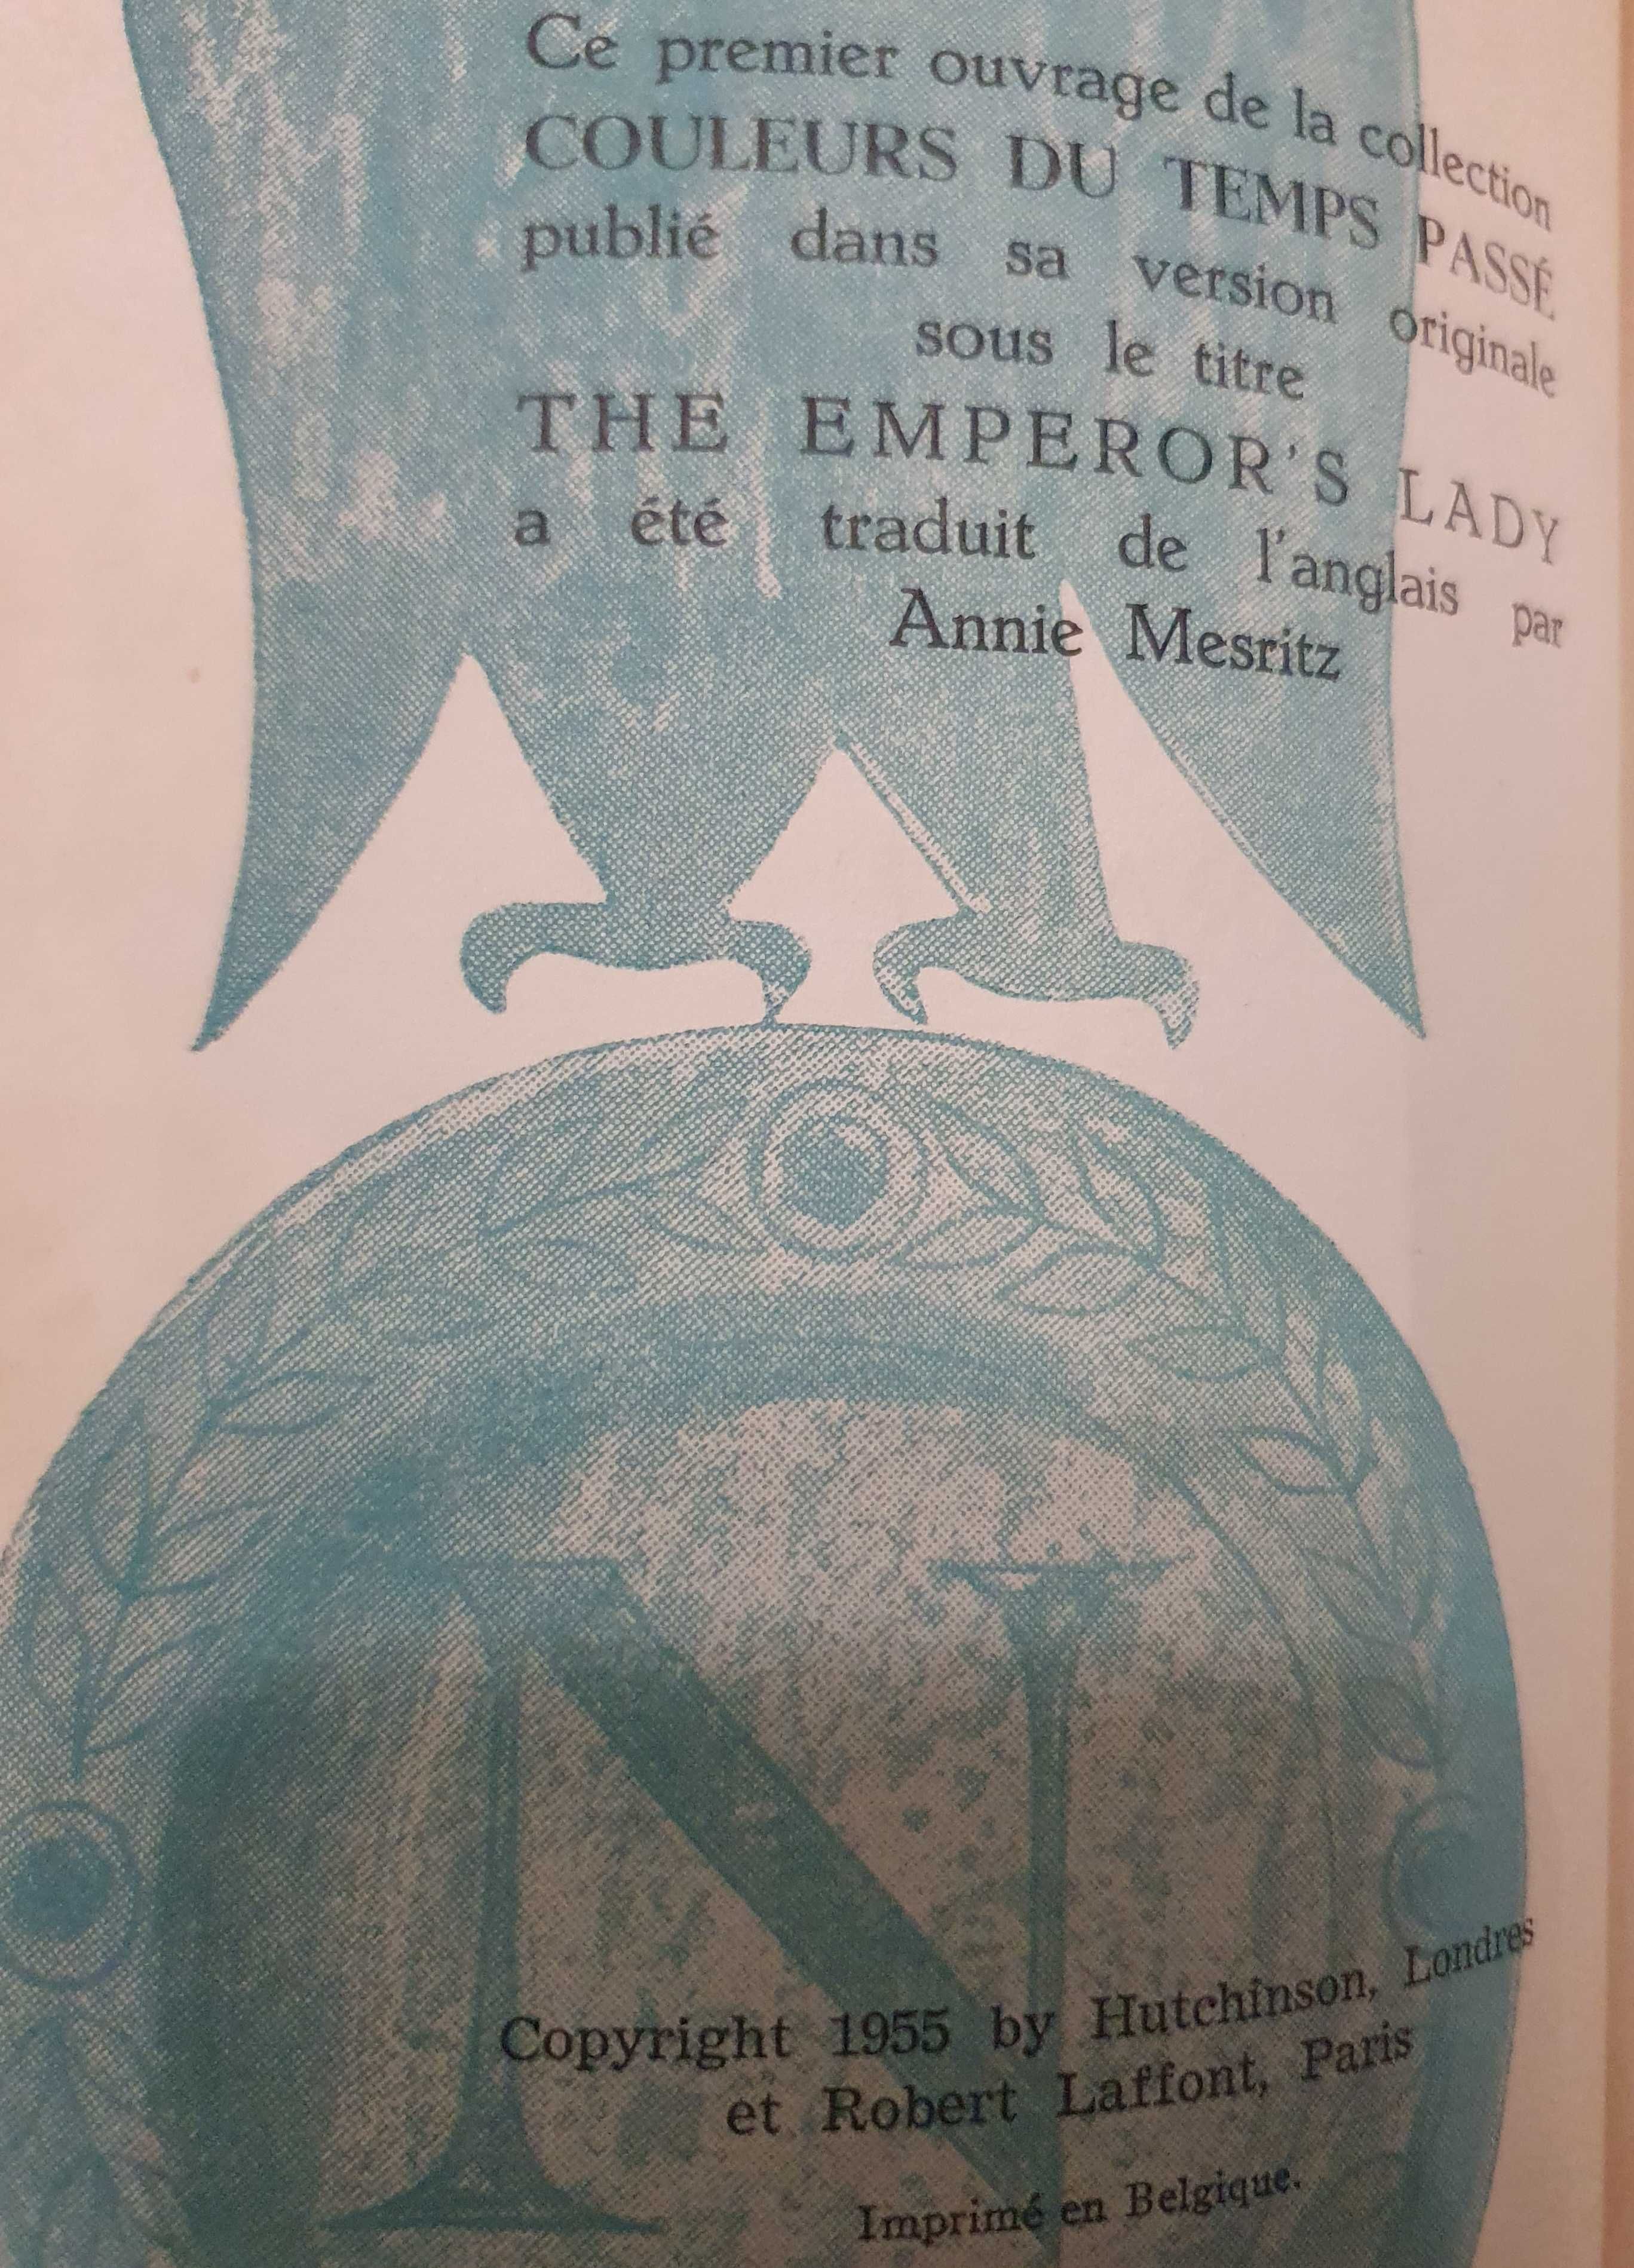 Ce premier ouvrage de la collection
COULEURS DU TEMPS PASSÉ
publié dans sa version originale
sous le titre
THE EMPEROR'S LADY
a été traduit de l'anglais par
Annie Mesritz
N
Copyright 1955 by Hutchinson, Londres
et Robert Laffont, Paris
Imprimé en Belgique.